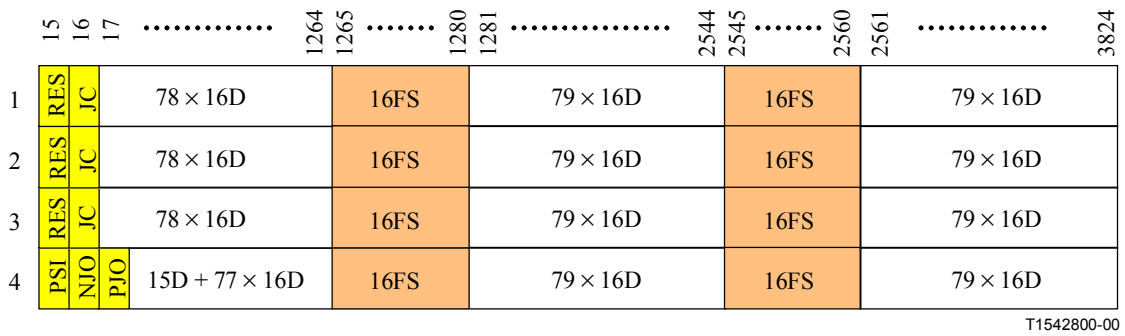 15 16 17 ............. 1264 1265 ....... 1280 1281 ................ 2544 2545 ....... 2560 2561 ............. 3824
1 RES JC 78 × 16D 16FS 79 × 16D 16FS 79 × 16D
2 RES JC 78 × 16D 16FS 79 × 16D 16FS 79 × 16D
3 RES JC 78 × 16D 16FS 79 × 16D 16FS 79 × 16D
4 PSI NJO PJO 15D + 77 × 16D 16FS 79 × 16D 16FS 79 × 16D
T1542800-00